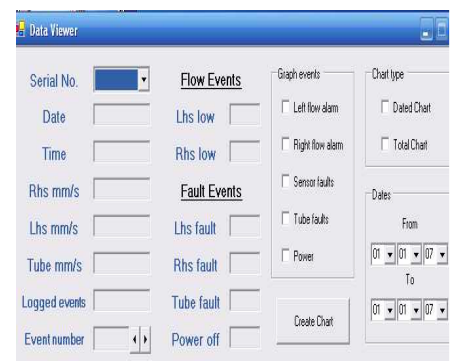 Data Viewer
Serial No.
Date
Time
Rhs mm/s
Lhs mm/s
Tube mm/s
Logged events
Event number
Flow Events
Lhs low
Rhs low
Fault Events
Lhs fault
Rhs fault
Tube fault
Power off
Graph events
Left flow alarm
Right flow alarm
Sensor faults
Tube faults
Power
Create Chart
Chart type
Dated Chart
Total Chart
Dates
From
01 01 07
To
01 01 07